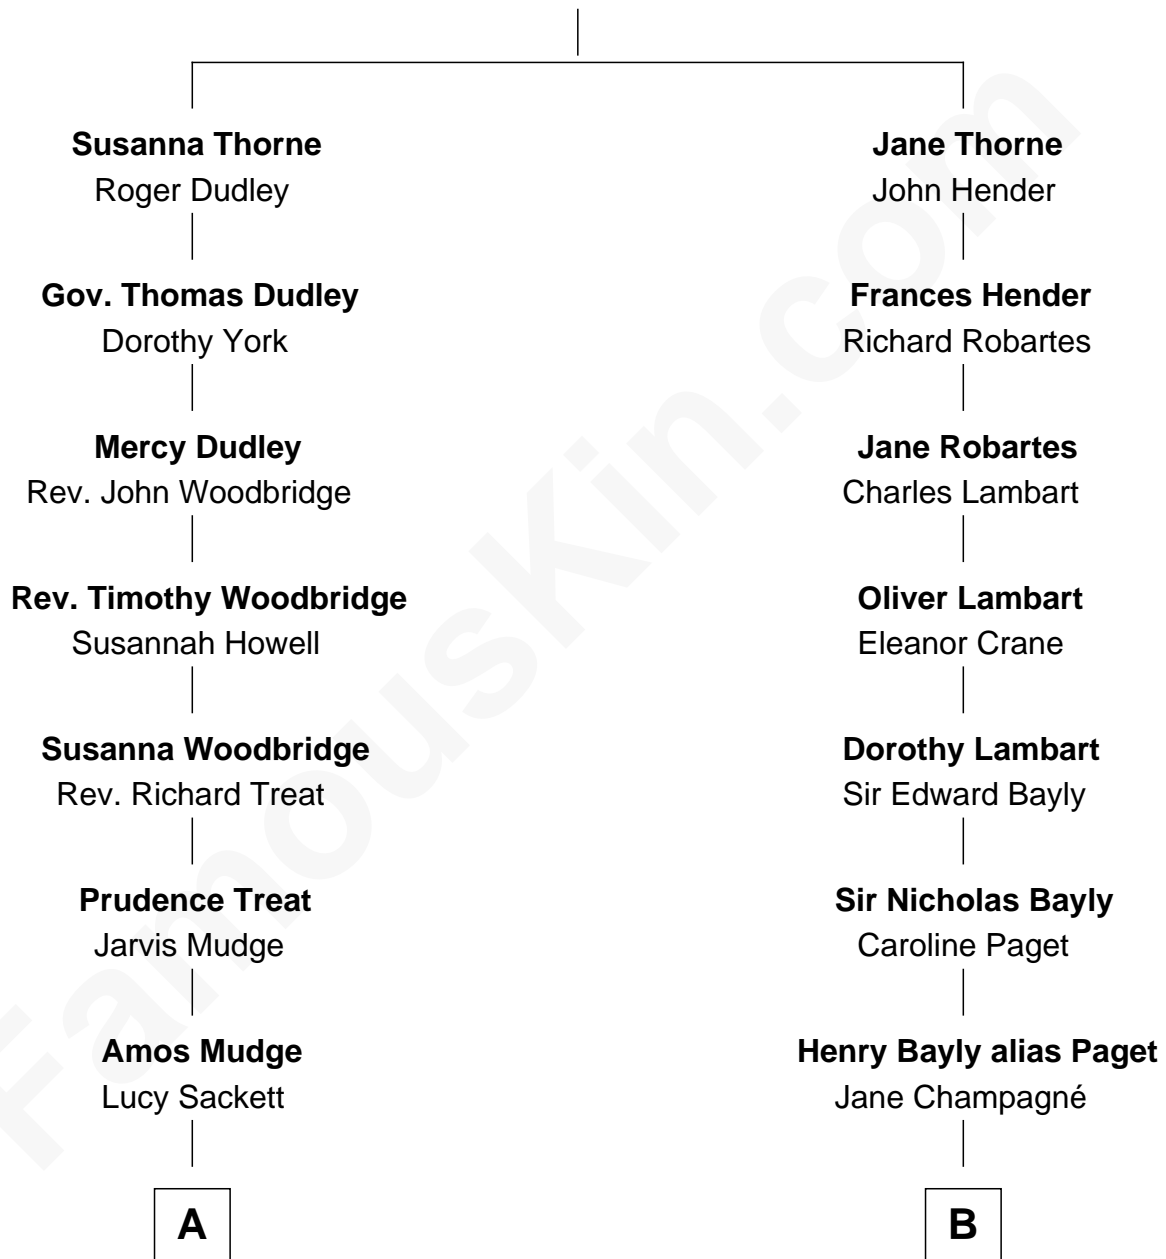 Susanna Thorne
Roger Dudley
Gov. Thomas Dudley
Dorothy York
Mercy Dudley
Rev. John Woodbridge
Rev. Timothy Woodbridge
Susannah Howell
Susanna Woodbridge
Rev. Richard Treat
Prudence Treat
Jarvis Mudge
Amos Mudge
Lucy Sackett
A
Jane Thorne
John Hender
Frances Hender
Richard Robartes
Jane Robartes
Charles Lambart
Oliver Lambart
Eleanor Crane
Dorothy Lambart
Sir Edward Bayly
Sir Nicholas Bayly
Caroline Paget
Henry Bayly alias Paget
Jane Champagné
B
FamousKin.com